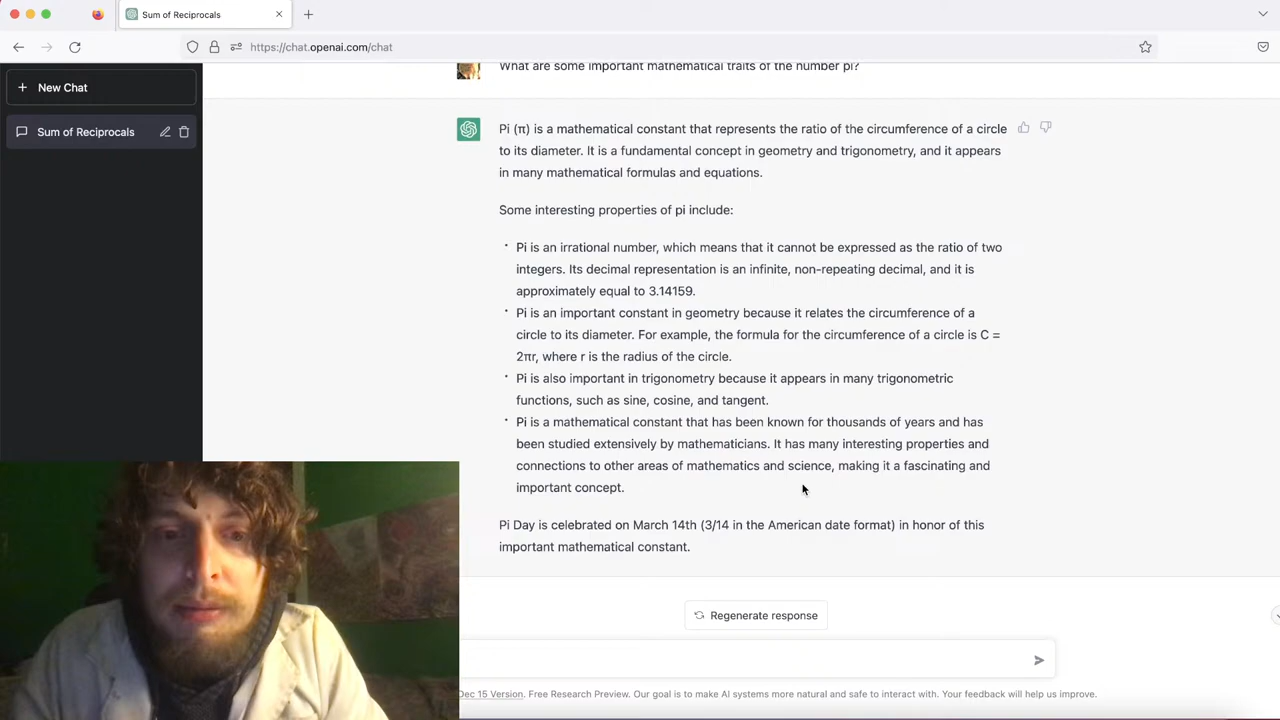 Sum of Reciprocals
https://chat.openai.com/chat
New Chat
Sum of Reciprocals
What are some important mathematical traits of the number pi?
Pi (π) is a mathematical constant that represents the ratio of the circumference of a circle
to its diameter. It is a fundamental concept in geometry and trigonometry, and it appears
in many mathematical formulas and equations.
Some interesting properties of pi include:
• Pi is an irrational number, which means that it cannot be expressed as the ratio of two
integers. Its decimal representation is an infinite, non-repeating decimal, and it is
approximately equal to 3.14159.
• Pi is an important constant in geometry because it relates the circumference of a
circle to its diameter. For example, the formula for the circumference of a circle is C =
2πr, where r is the radius of the circle.
• Pi is also important in trigonometry because it appears in many trigonometric
functions, such as sine, cosine, and tangent.
• Pi is a mathematical constant that has been known for thousands of years and has
been studied extensively by mathematicians. It has many interesting properties and
connections to other areas of mathematics and science, making it a fascinating and
important concept.
Pi Day is celebrated on March 14th (3/14 in the American date format) in honor of this
important mathematical constant.
Regenerate response
Dec 15 Version. Free Research Preview. Our goal is to make AI systems more natural and safe to interact with. Your feedback will help us improve.